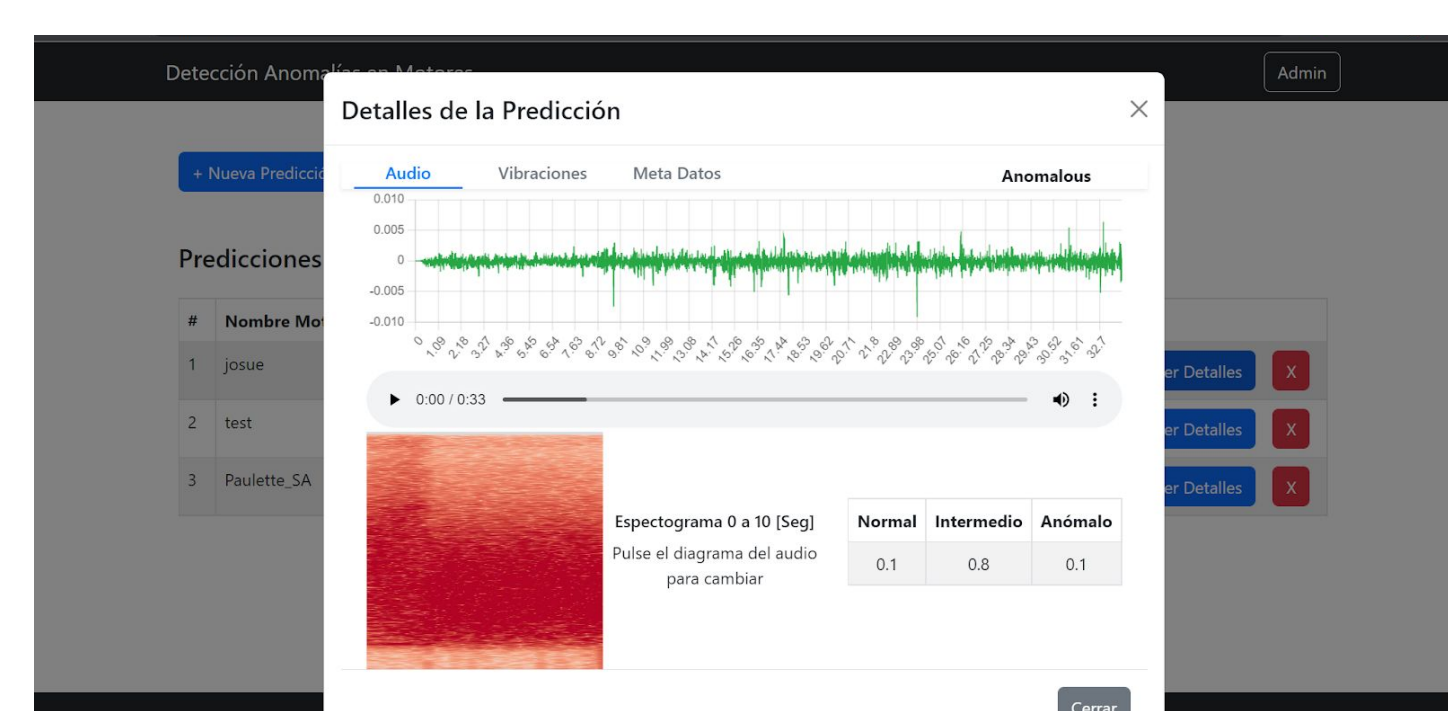 Detección Anomalías en Motores
Admin
Detalles de la Predicción
+ Nueva Predicció
Audio Vibraciones Meta Datos Anomalous
0.010
0.005
0
-0.005
-0.010
0 1.09 2.18 3.27 4.36 5.45 6.54 7.63 8.72 9.81 10.9 11.99 13.08 14.17 15.26 16.35 17.44 18.53 19.62 20.71 21.8 22.89 23.98 25.07 26.16 27.25 28.34 29.43 30.52 31.61 32.7
Predicciones
# Nombre Mot
1 josue er Detalles X
0:00 / 0:33
2 test er Detalles X
3 Paulette_SA er Detalles X
Espectograma 0 a 10 [Seg]
Pulse el diagrama del audio
para cambiar
Normal Intermedio Anómalo
0.1 0.8 0.1
Cerrar